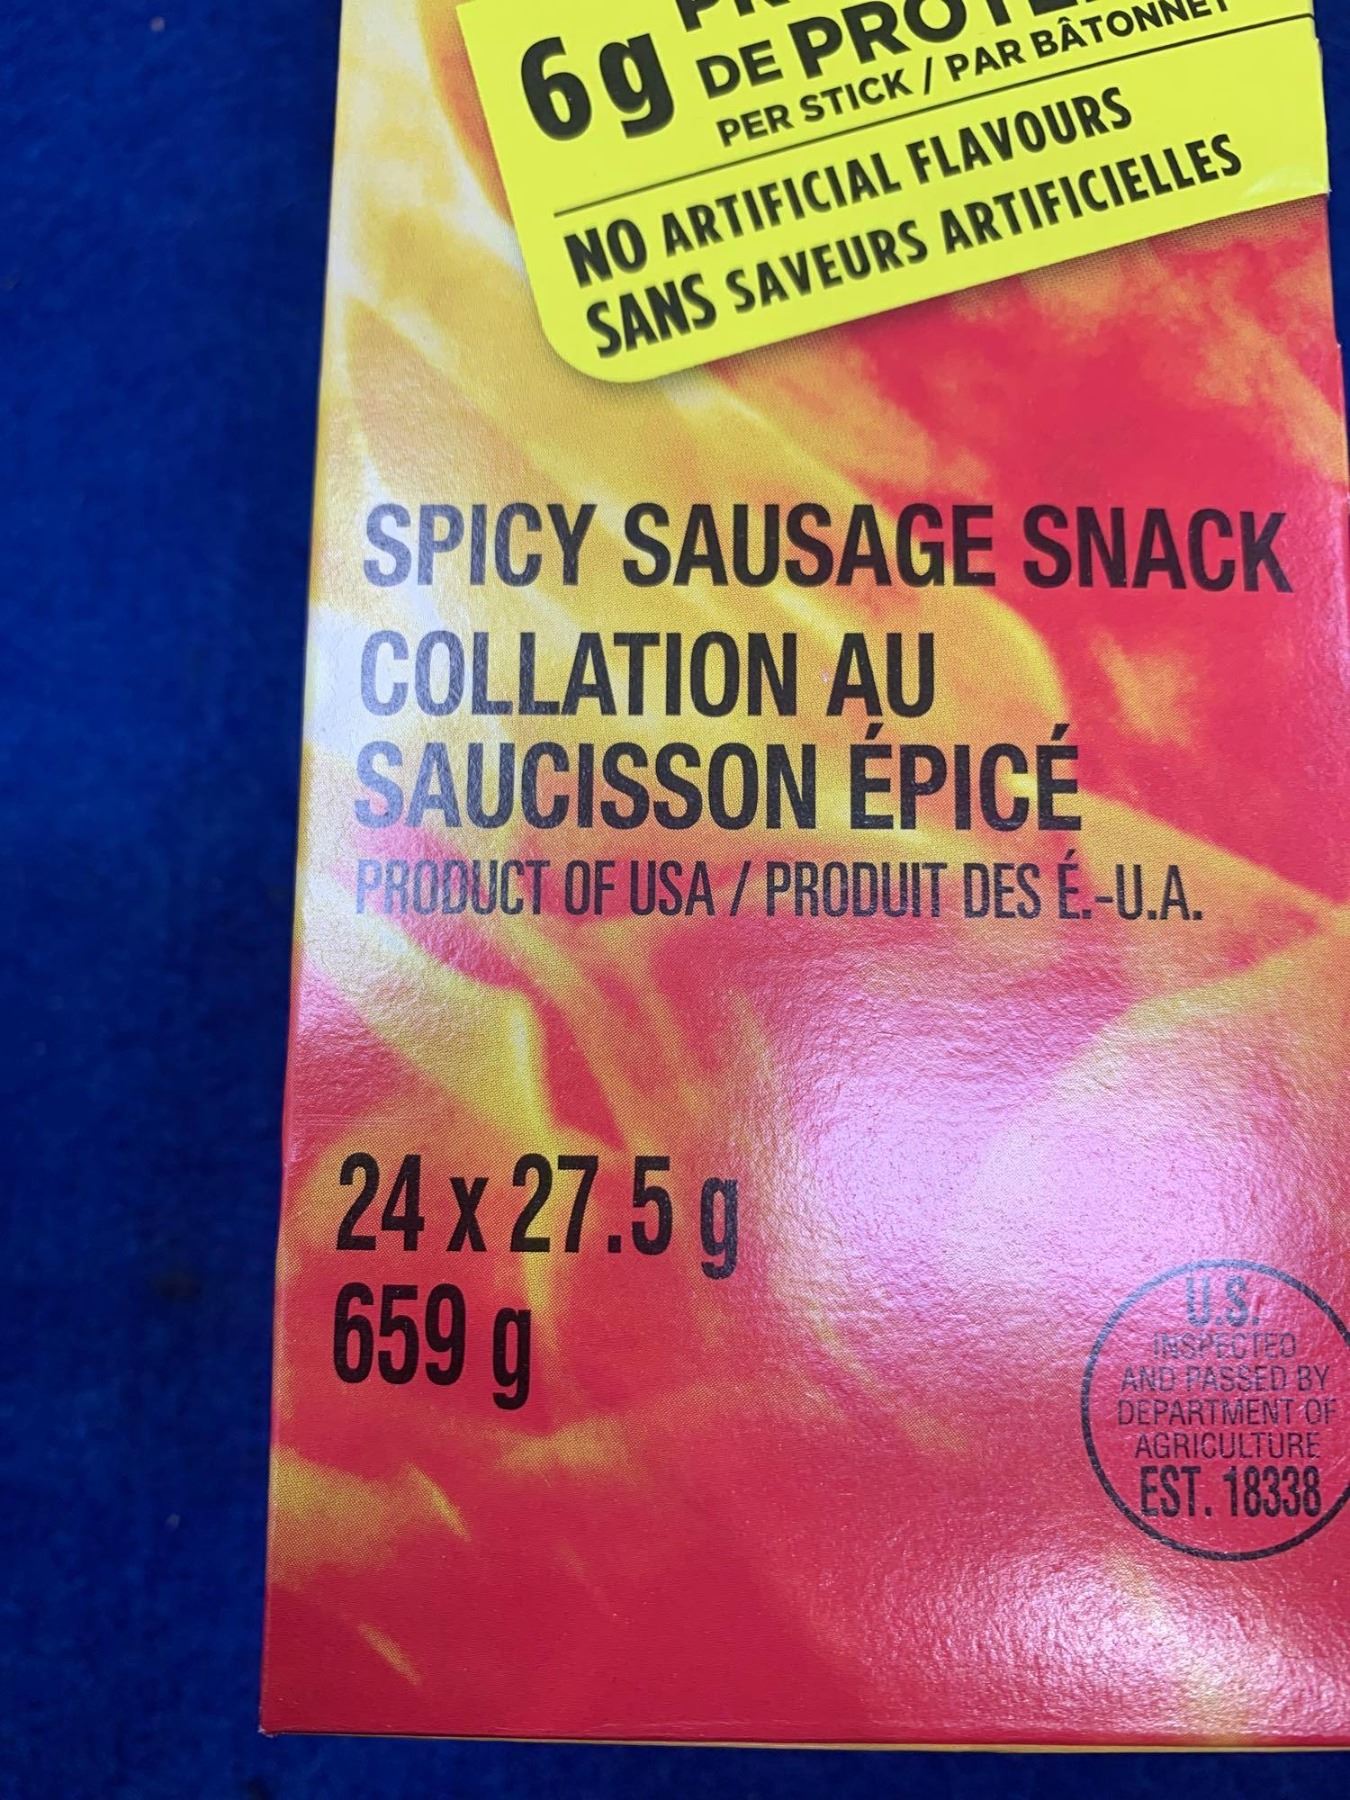 6g
DE
PER STICK / PAR BÂTONNET
NO ARTIFICIAL FLAVOURS
SANS SAVEURS ARTIFICIELLES
SPICY SAUSAGE SNACK
COLLATION AU
SAUCISSON ÉPICÉ
PRODUCT OF USA / PRODUIT DES É.-U.A.
24 x 27.5 g
659 g
U.S.
INSPECTED
AND PASSED BY
DEPARTMENT OF
AGRICULTURE
EST. 18338